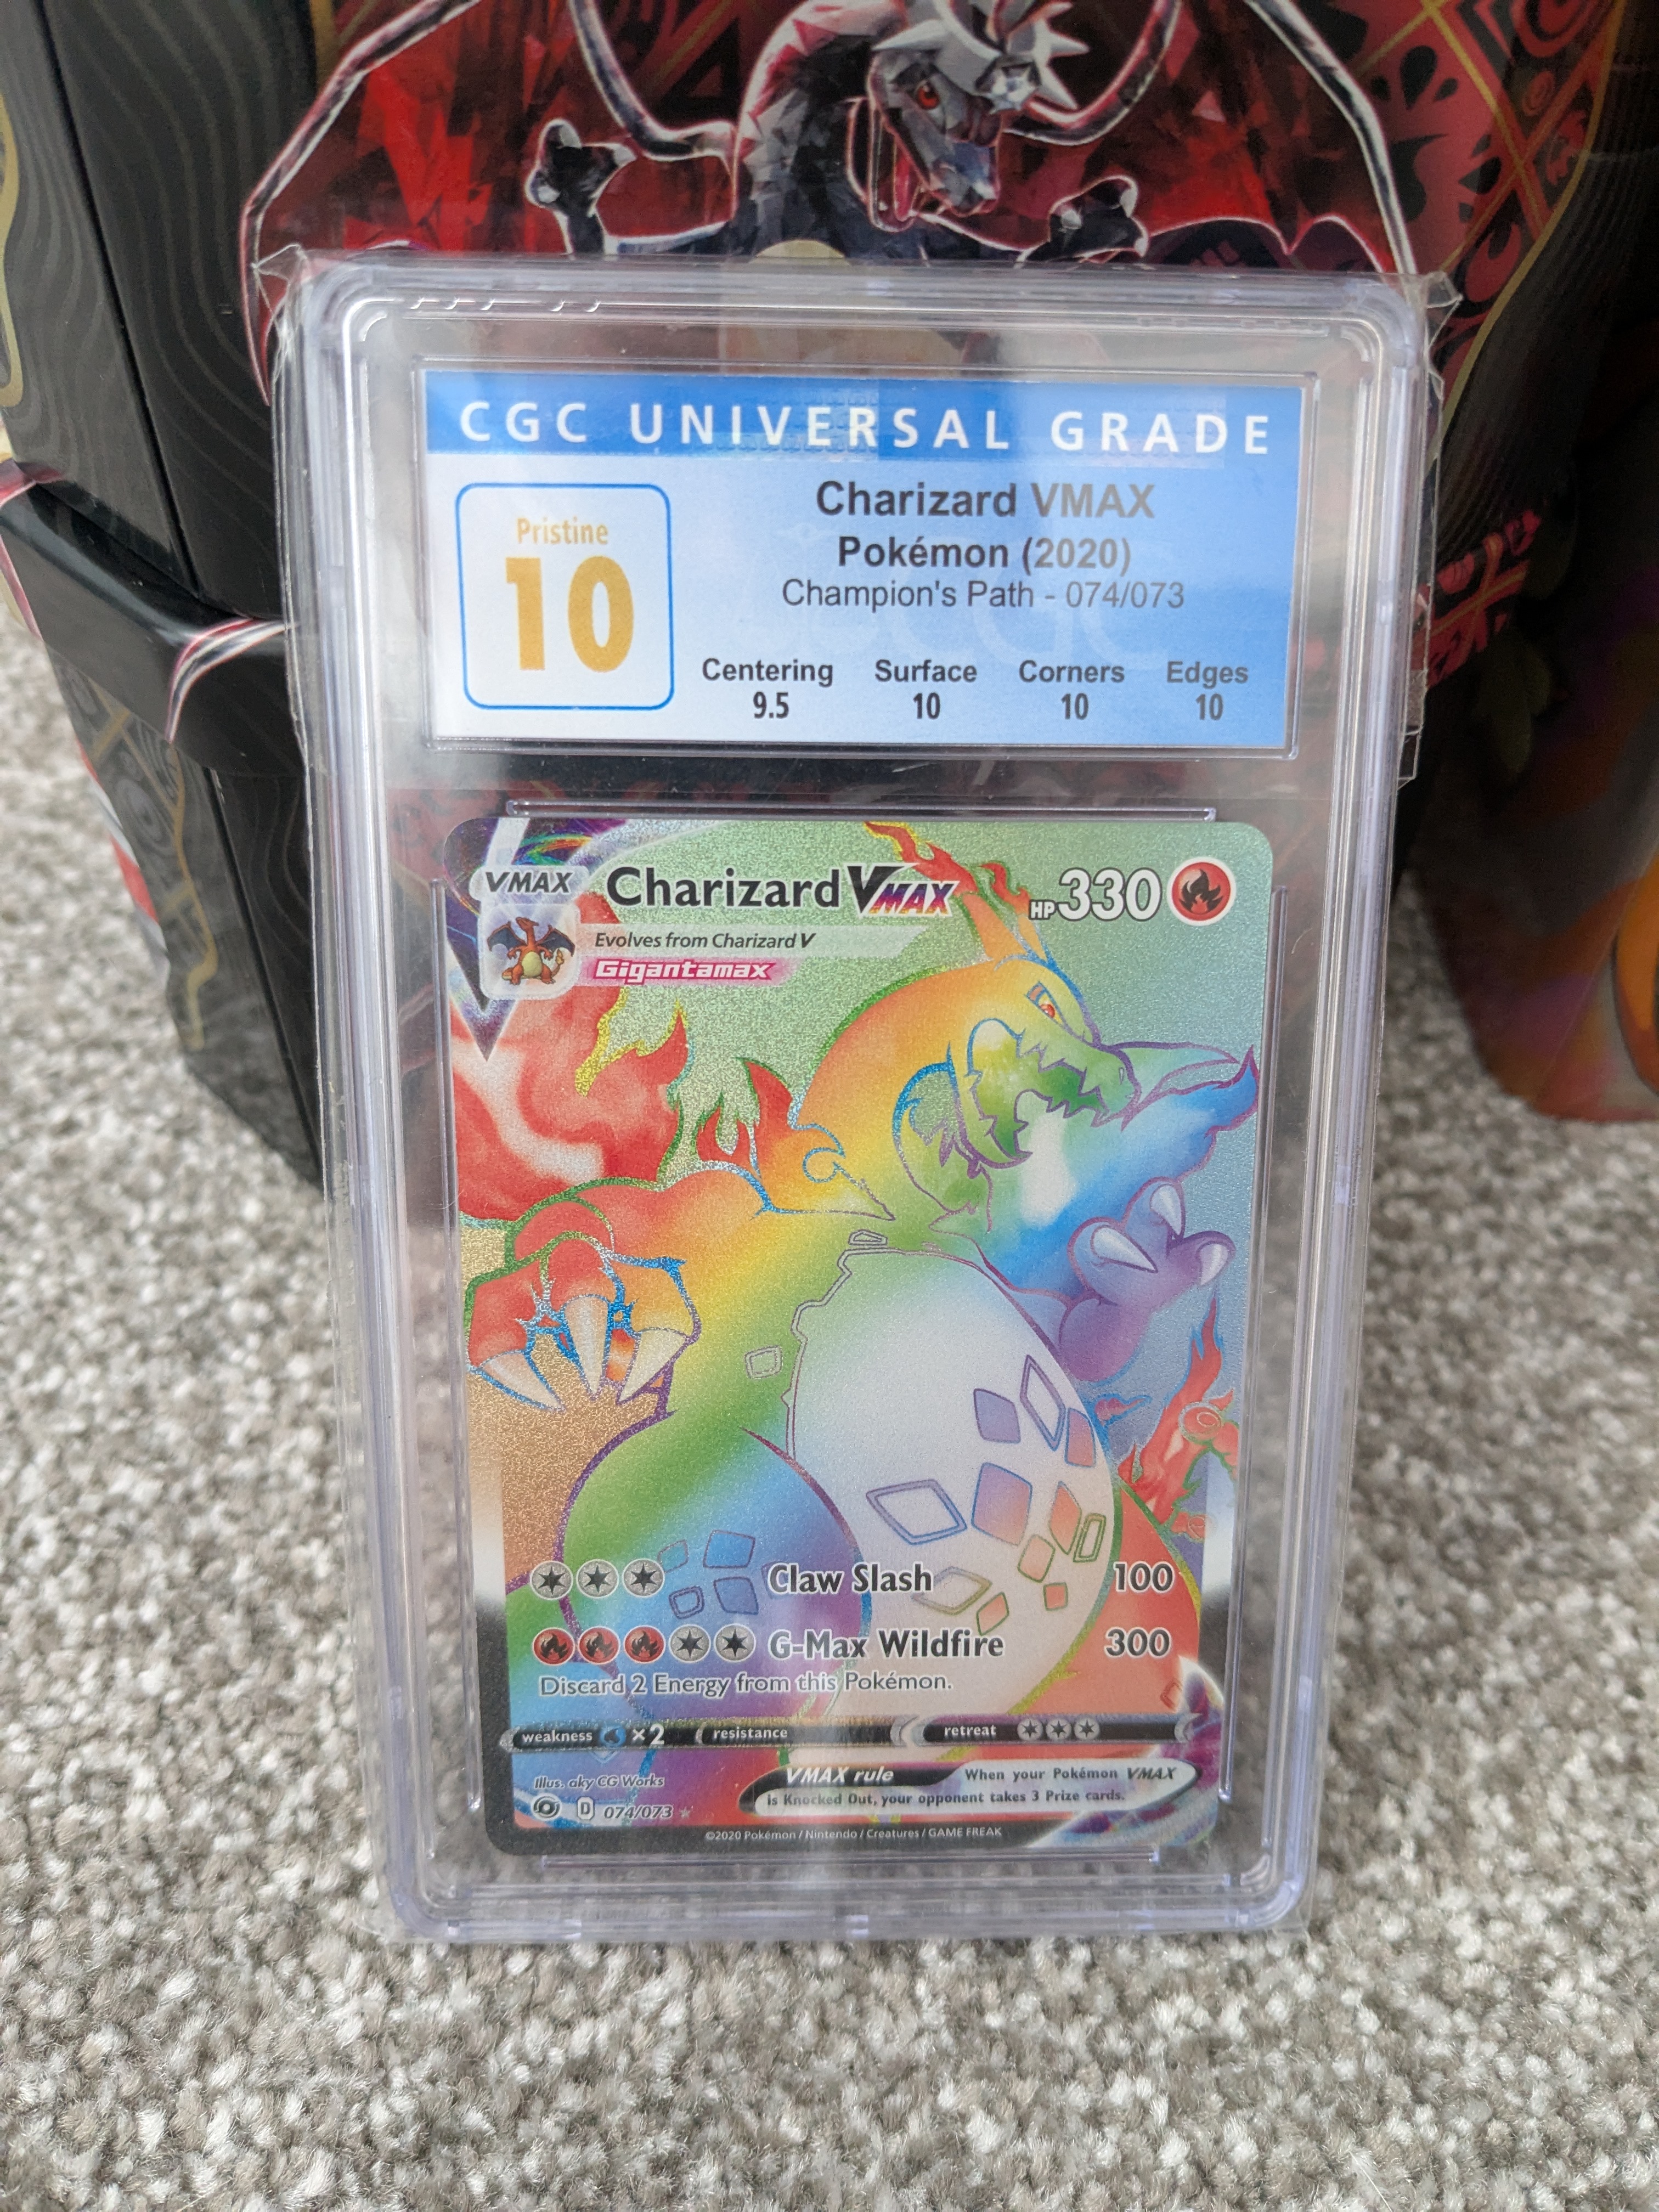 CGC UNIVERSAL GRADE
Pristine
10
Charizard VMAX
Pokémon (2020)
Champion's Path - 074/073
Centering Surface Corners Edges
9.5 10 10 10
VMAX Charizard VMAX HP 330
Evolves from Charizard V
Gigantamax
Claw Slash 100
G-Max Wildfire 300
Discard 2 Energy from this Pokémon.
weakness ×2 resistance retreat
Illus. aky CG Works
VMAX rule When your Pokémon VMAX
is Knocked Out, your opponent takes 3 Prize cards.
D 074/073
©2020 Pokémon / Nintendo / Creatures / GAME FREAK